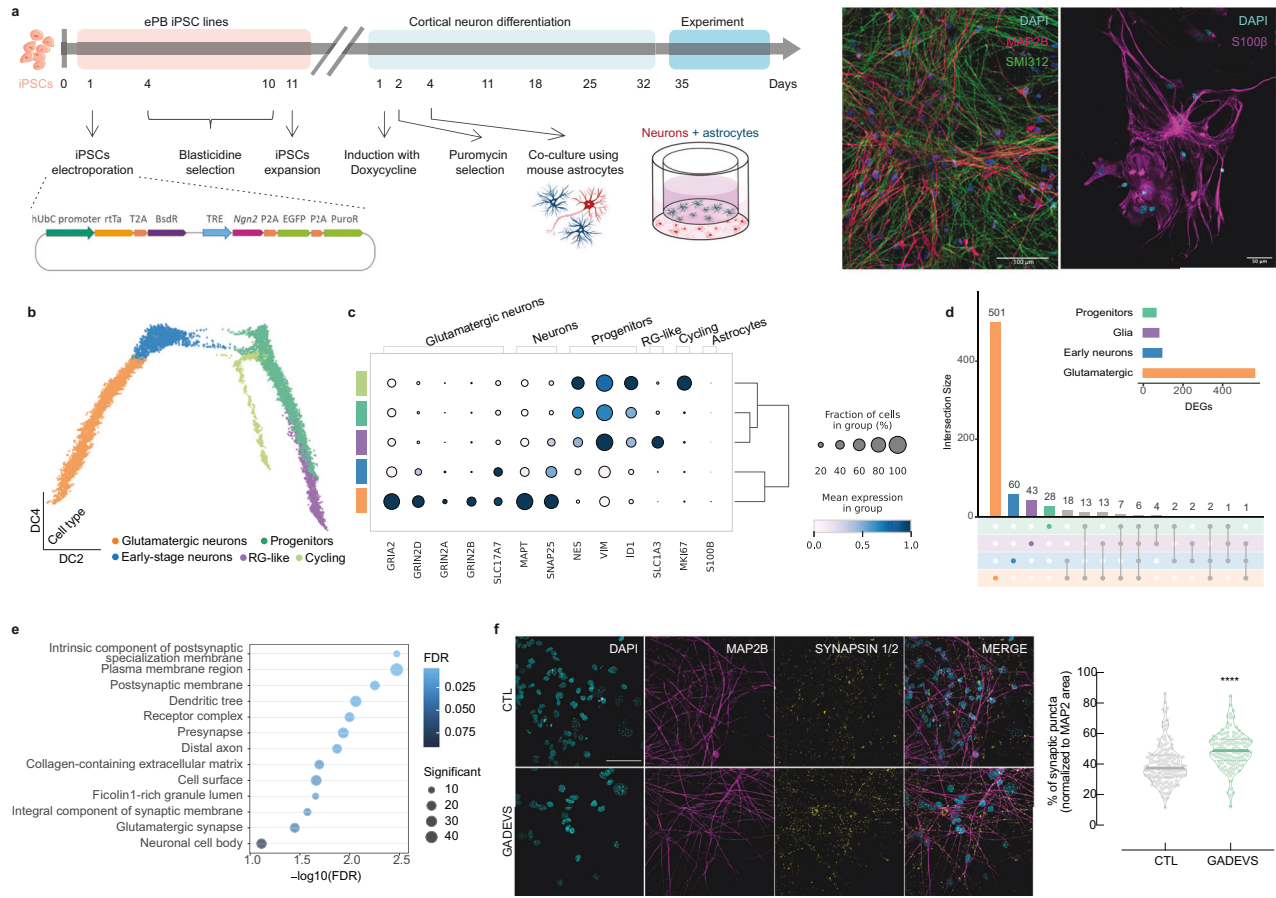 a
ePB iPSC lines
Cortical neuron differentiation
Experiment
iPSCs
0 1 4 10 11 1 2 4 11 18 25 32 35 Days
iPSCs
electroporation
Blasticidine
selection
iPSCs
expansion
Induction with
Doxycycline
Puromycin
selection
Co-culture using
mouse astrocytes
Neurons + astrocytes
hUbC promoter rtTa T2A BsdR TRE Ngn2 P2A EGFP P2A PuroR
DAPI
MAP2B
SMI312
100 µm
DAPI
S100β
50 µm
b
DC4
Cell type
DC2
Glutamatergic neurons
Progenitors
Early-stage neurons
RG-like
Cycling
c
Glutamatergic neurons
Neurons
Progenitors
RG-like
Cycling
Astrocytes
GRIA2
GRIN2D
GRIN2A
GRIN2B
SLC17A7
MAPT
SNAP25
NES
VIM
ID1
SLC1A3
MKI67
S100B
Fraction of cells
in group (%)
20 40 60 80 100
Mean expression
in group
0.0 0.5 1.0
d
Intersection Size
400
200
0
501 60 43 28 18 13 13 7 6 4 2 2 2 1 1
Progenitors
Glia
Early neurons
Glutamatergic
0 200 400
DEGs
e
Intrinsic component of postsynaptic
specialization membrane
Plasma membrane region
Postsynaptic membrane
Dendritic tree
Receptor complex
Presynapse
Distal axon
Collagen-containing extracellular matrix
Cell surface
Ficolin1-rich granule lumen
Integral component of synaptic membrane
Glutamatergic synapse
Neuronal cell body
1.0 1.5 2.0 2.5
−log10(FDR)
FDR
0.025
0.050
0.075
Significant
10
20
30
40
f
DAPI
MAP2B
SYNAPSIN 1/2
MERGE
CTL
GADEVS
% of synaptic puncta
(normalized to MAP2 area)
100
80
60
40
20
0
****
CTL
GADEVS